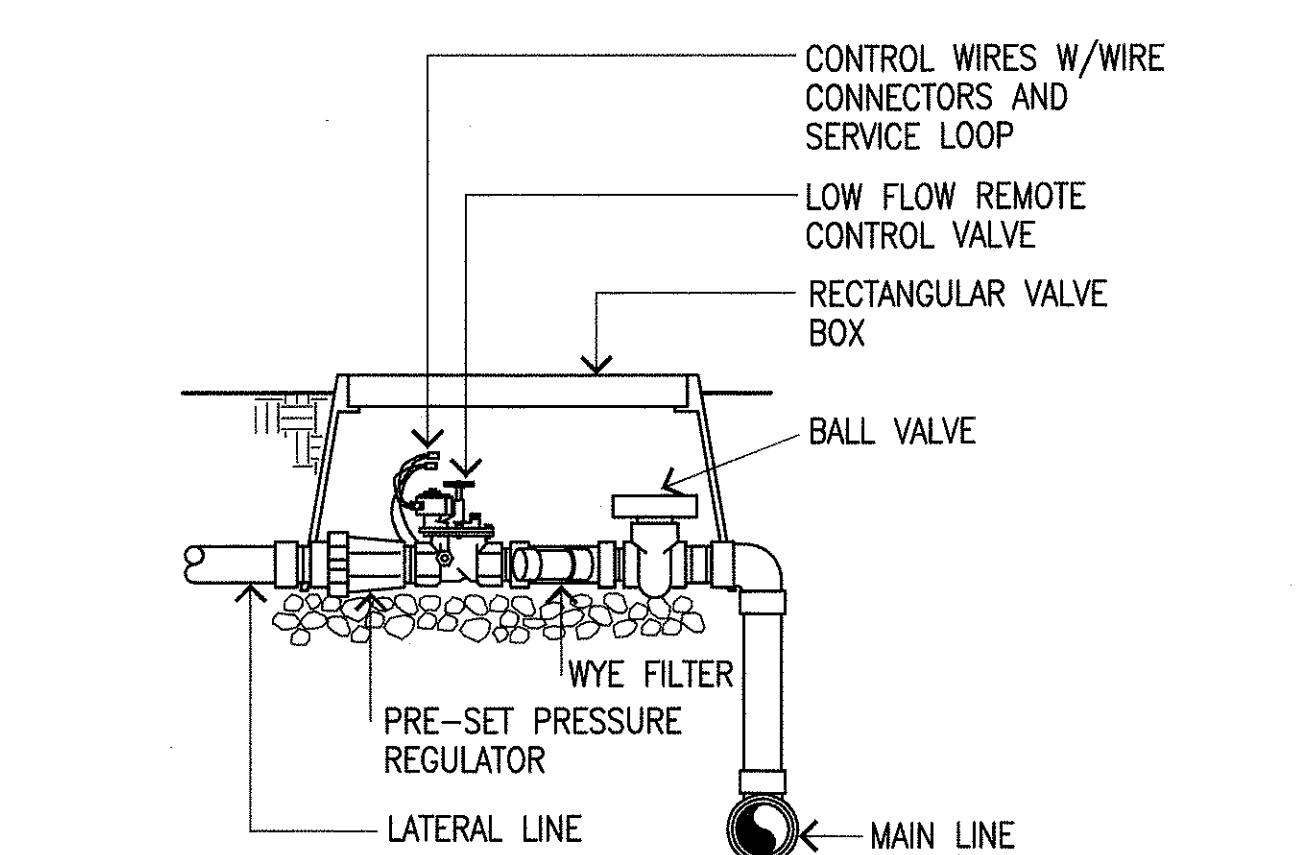 CONTROL WIRES W/WIRE
CONNECTORS AND
SERVICE LOOP
LOW FLOW REMOTE
CONTROL VALVE
RECTANGULAR VALVE
BOX
BALL VALVE
WYE FILTER
PRE-SET PRESSURE
REGULATOR
LATERAL LINE
MAIN LINE